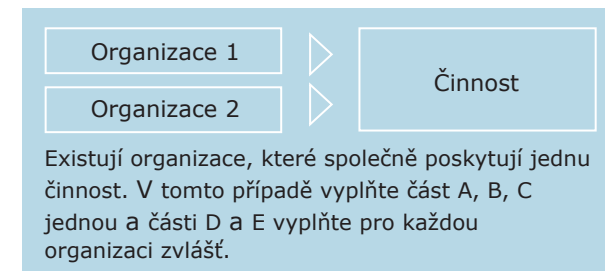 Organizace 1
Organizace 2
Činnost
Existují organizace, které společně poskytují jednu
činnost. V tomto případě vyplňte část A, B, C
jednou a části D a E vyplňte pro každou
organizaci zvlášť.